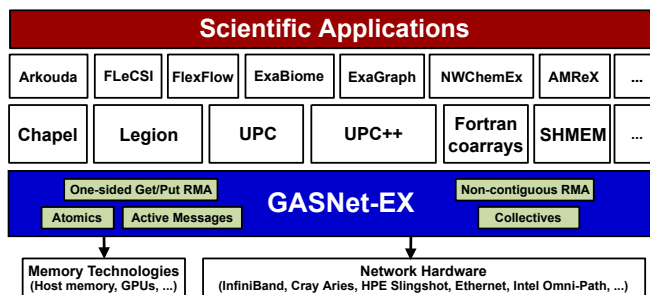 Scientific Applications
Arkouda FLeCSI FlexFlow ExaBiome ExaGraph NWChemEx AMReX ...
Chapel Legion UPC UPC++ Fortran coarrays SHMEM ...
One-sided Get/Put RMA
Atomics Active Messages
GASNet-EX
Non-contiguous RMA
Collectives
Memory Technologies
(Host memory, GPUs, ...)
Network Hardware
(InfiniBand, Cray Aries, HPE Slingshot, Ethernet, Intel Omni-Path, ...)